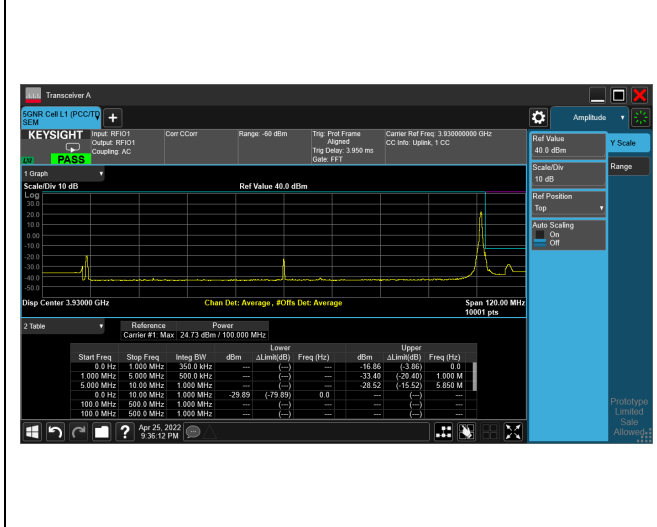 Transceiver A
5GNR Cell L1 (PCC/TD
SEM
+
Amplitude
KEYSIGHT
LV PASS
Input: RFIO1
Output: RFIO1
Coupling: AC
Corr CCorr
Range: -60 dBm
Trig: Prot Frame
Aligned
Trig Delay: 3.950 ms
Gate: FFT
Carrier Ref Freq: 3.930000000 GHz
CC Info: Uplink, 1 CC
Ref Value
40.0 dBm
Y Scale
1 Graph
Scale/Div
10 dB
Range
Scale/Div 10 dB
Ref Value 40.0 dBm
Log
30.0
20.0
10.0
0.00
-10.0
-20.0
-30.0
-40.0
-50.0
Ref Position
Top
Auto Scaling
On
Off
Disp Center 3.93000 GHz
Chan Det: Average , #Offs Det: Average
Span 120.00 MHz
10001 pts
2 Table
Reference Power
Carrier #1: Max 24.73 dBm / 100.000 MHz
Lower Upper
Start Freq Stop Freq Integ BW dBm ΔLimit(dB) Freq (Hz) dBm ΔLimit(dB) Freq (Hz)
0.0 Hz 1.000 MHz 350.0 kHz --- (---) --- -16.86 (-3.86) 0.0
1.000 MHz 5.000 MHz 500.0 kHz --- (---) --- -33.40 (-20.40) 1.000 M
5.000 MHz 10.00 MHz 1.000 MHz --- (---) --- -28.52 (-15.52) 5.850 M
0.0 Hz 10.00 MHz 1.000 MHz -29.89 (-79.89) 0.0 --- (---) ---
100.0 MHz 500.0 MHz 1.000 MHz --- (---) --- --- (---) ---
100.0 MHz 500.0 MHz 1.000 MHz --- (---) --- --- (---) ---
Prototype
Limited
Sale
Allowed
?
Apr 25, 2022
9:36:12 PM